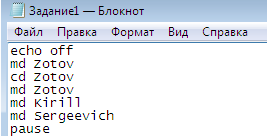 Задание1 — Блокнот
Файл Правка Формат Вид Справка
echo off
md Zotov
cd Zotov
md Zotov
md Kirill
md Sergeevich
pause